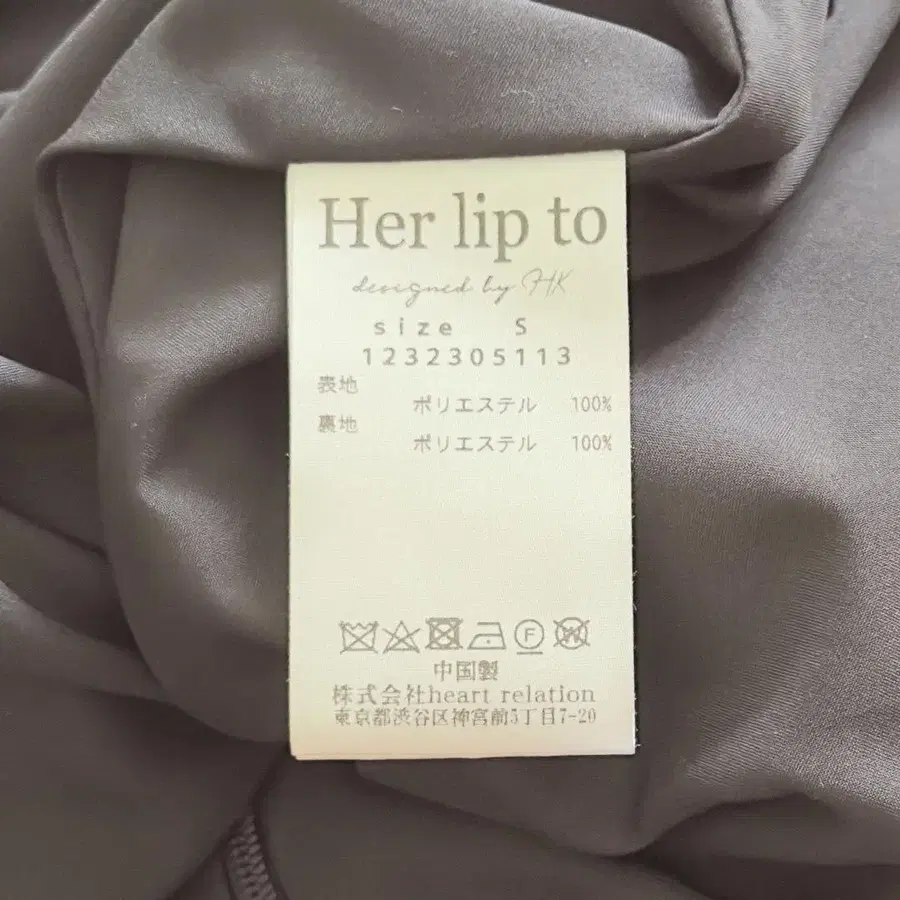 Her lip to
designed by HK
size S
1232305113
表地
ポリエステル 100%
裏地
ポリエステル 100%
中国製
株式会社heart relation
東京都渋谷区神宮前5丁目7-20